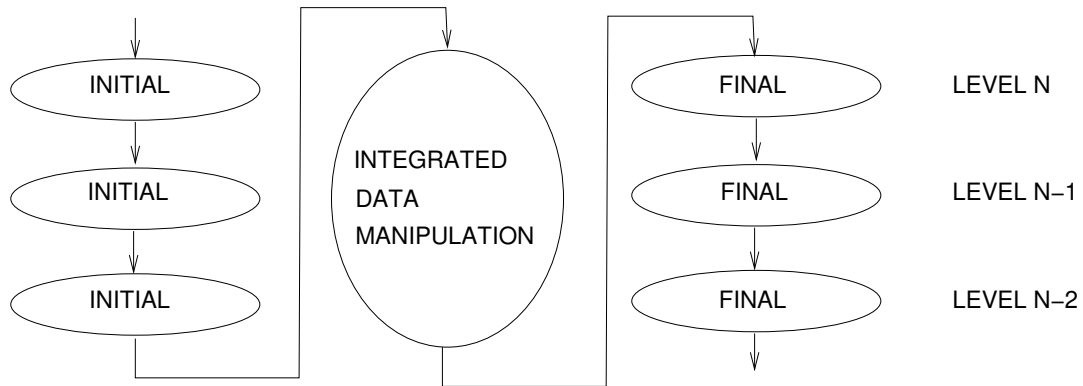 INITIAL
INITIAL
INITIAL
INTEGRATED
DATA
MANIPULATION
FINAL
FINAL
FINAL
LEVEL N
LEVEL N−1
LEVEL N−2